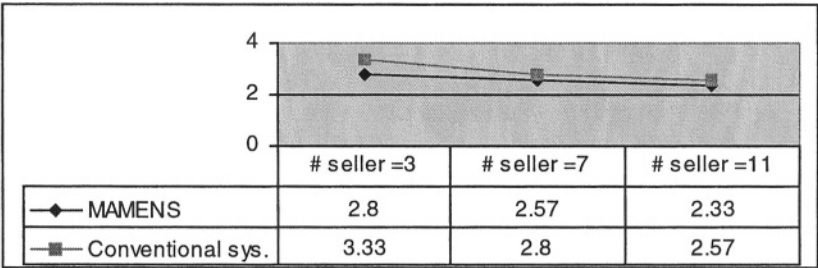 4
2
0
# seller =3 # seller =7 # seller =11
MAMENS 2.8 2.57 2.33
Conventional sys. 3.33 2.8 2.57